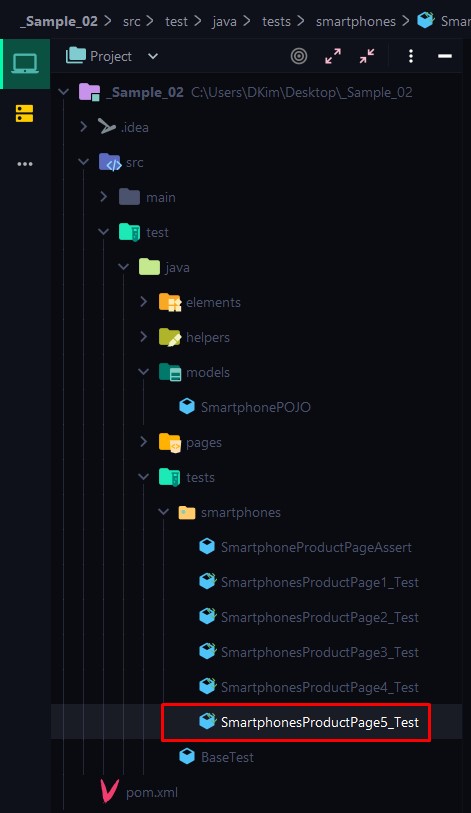 _Sample_02 > src > test > java > tests > smartphones > Smar
Project
_Sample_02 C:\Users\DKim\Desktop\_Sample_02
.idea
src
main
test
java
elements
helpers
models
SmartphonePOJO
pages
tests
smartphones
SmartphoneProductPageAssert
SmartphonesProductPage1_Test
SmartphonesProductPage2_Test
SmartphonesProductPage3_Test
SmartphonesProductPage4_Test
SmartphonesProductPage5_Test
BaseTest
pom.xml